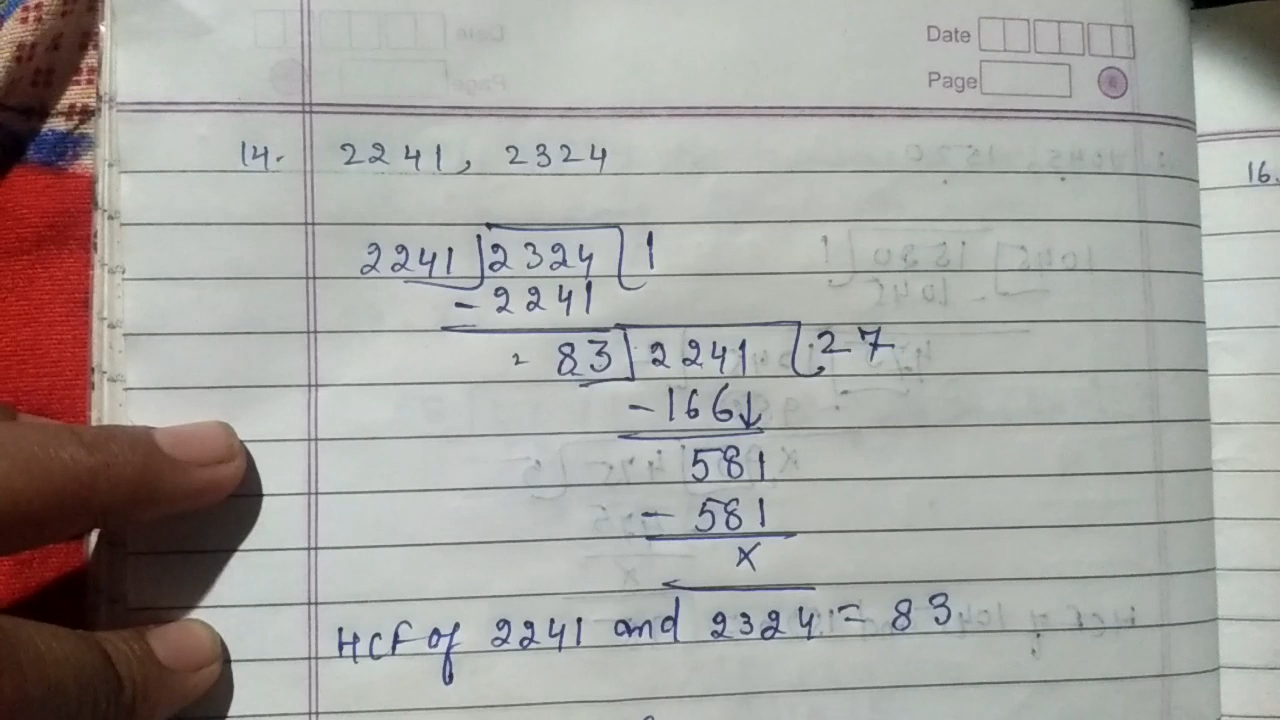 Date
Page
14. 2241, 2324
16.
2241 ) 2324 ( 1
- 2241
= 83 ) 2241 ( 27
- 166↓
581
- 581
x
HCF of 2241 and 2324 = 83